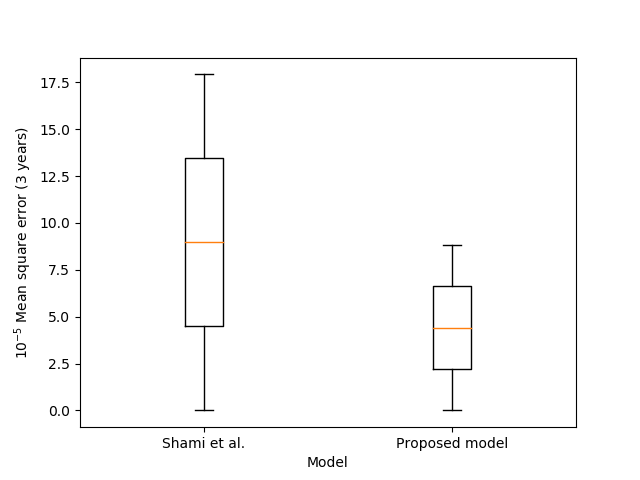 17.5
15.0
12.5
10.0
7.5
5.0
2.5
0.0
10⁻⁵ Mean square error (3 years)
Shami et al.
Proposed model
Model